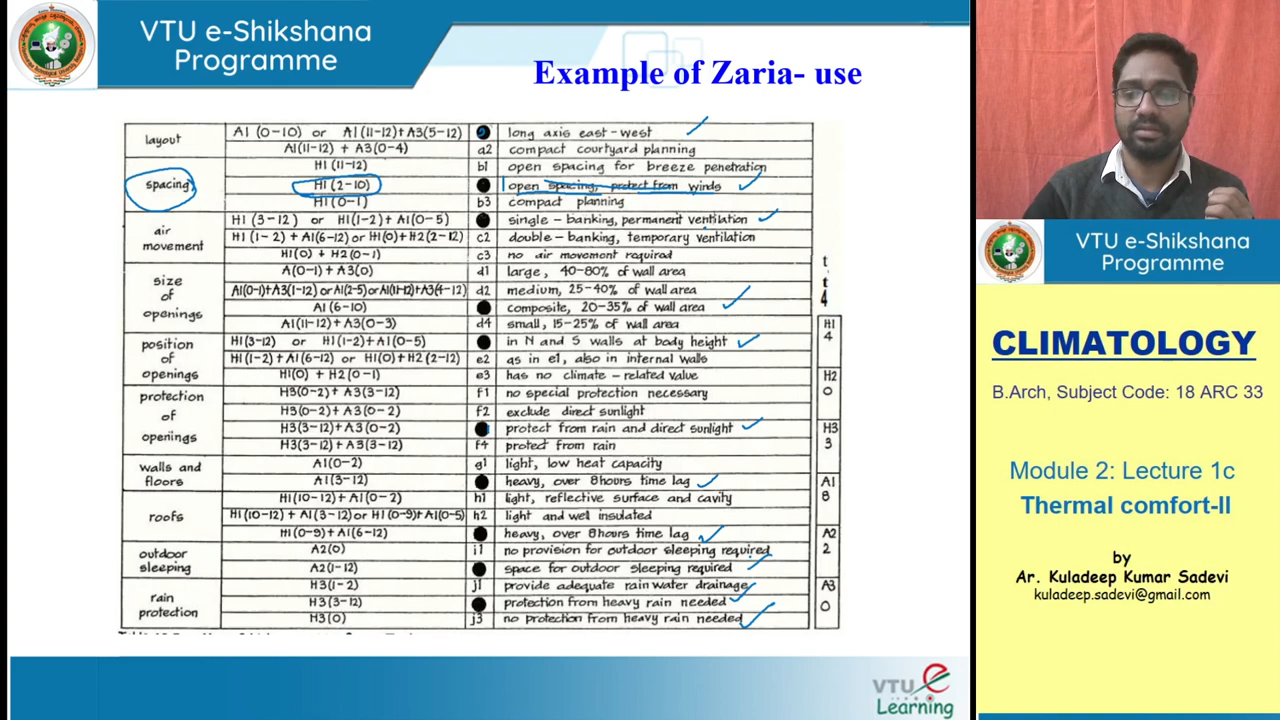 VTU e-Shikshana
Programme
Example of Zaria- use
layout
A1 (0-10) or A1(11-12)+A3(5-12)
long axis east-west
A1(11-12) + A3(0-4)
a2
compact courtyard planning
spacing
H1 (11-12)
b1
open spacing for breeze penetration
H1 (2-10)
open spacing, protect from winds
H1 (0-1)
b3
compact planning
air
movement
H1 (3-12) or H1(1-2) + A1(0-5)
single-banking, permanent ventilation
H1 (1-2) + A1(6-12) or H1(0)+H2(2-12)
c2
double-banking, temporary ventilation
H1(0) + H2(0-1)
c3
no air movement required
size
of
openings
A(0-1)+A3(0)
d1
large, 40-80% of wall area
A1(0-1)+A3(1-12) or A1(2-5) or A1(11-12)+A3(4-12)
d2
medium, 25-40% of wall area
A1 (6-10)
composite, 20-35% of wall area
A1(11-12)+A3(0-3)
d4
small, 15-25% of wall area
position
of
openings
H1(3-12) or H1(1-2)+A1(0-5)
in N and S walls at body height
H1(1-2)+A1(6-12) or H1(0)+H2(2-12)
e2
as in e1, also in internal walls
H1(0) + H2(0-1)
e3
has no climate-related value
protection
of
openings
H3(0-2)+A3(3-12)
f1
no special protection necessary
H3(0-2)+A3(0-2)
f2
exclude direct sunlight
H3(3-12)+A3(0-2)
protect from rain and direct sunlight
H3(3-12)+A3(3-12)
f4
protect from rain
walls and
floors
A1(0-2)
g1
light, low heat capacity
A1(3-12)
heavy, over 8hours time lag
roofs
H1(10-12)+A1(0-2)
h1
light, reflective surface and cavity
H1(10-12)+A1(3-12) or H1(0-9)+A1(0-5)
h2
light and well insulated
H1(0-9)+A1(6-12)
heavy, over 8hours time lag
outdoor
sleeping
A2(0)
i1
no provision for outdoor sleeping required
A2(1-12)
space for outdoor sleeping required
rain
protection
H3(1-2)
j1
provide adequate rain water drainage
H3(3-12)
protection from heavy rain needed
H3(0)
j3
no protection from heavy rain needed
H1
4
H2
0
H3
3
A1
8
A2
2
A3
0
VTU e
Learning
VTU e-Shikshana
Programme
CLIMATOLOGY
B.Arch, Subject Code: 18 ARC 33
Module 2: Lecture 1c
Thermal comfort-II
by
Ar. Kuladeep Kumar Sadevi
kuladeep.sadevi@gmail.com